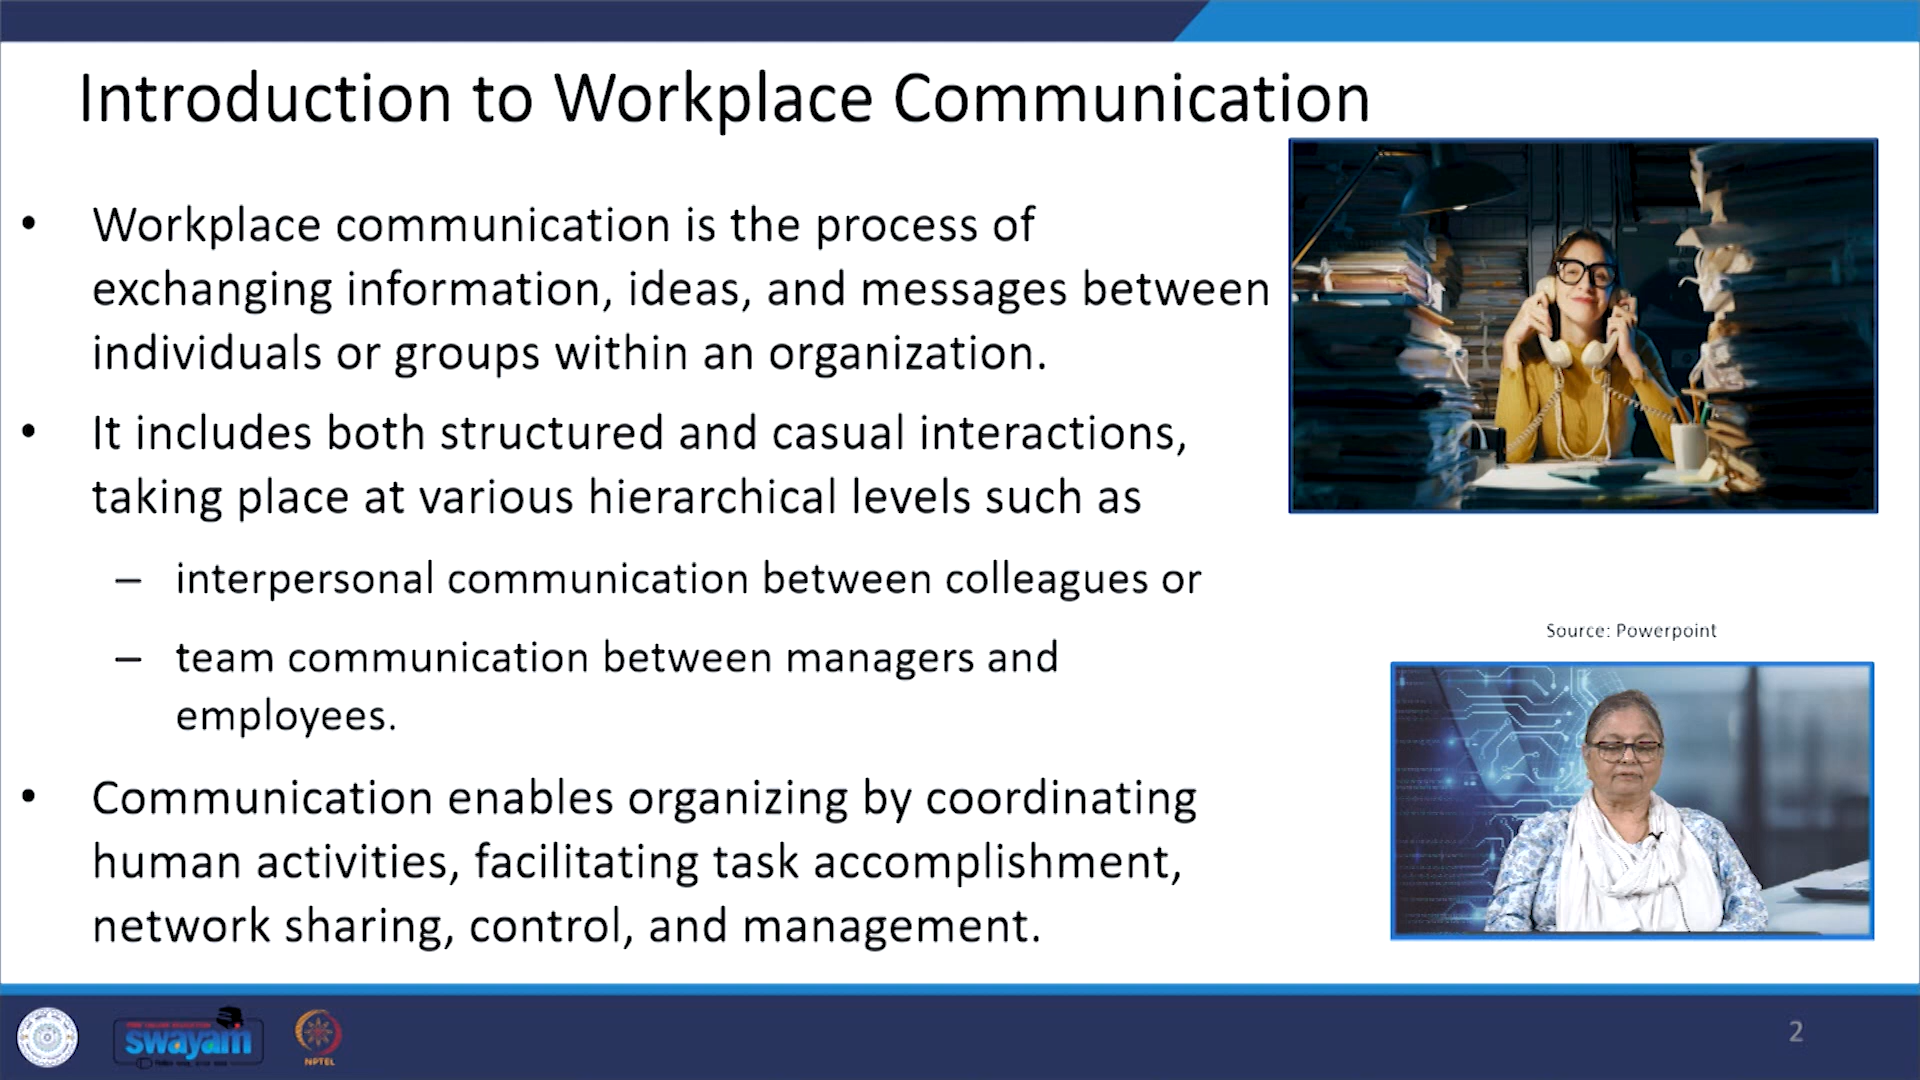 Introduction to Workplace Communication
• Workplace communication is the process of
exchanging information, ideas, and messages between
individuals or groups within an organization.
• It includes both structured and casual interactions,
taking place at various hierarchical levels such as
– interpersonal communication between colleagues or
– team communication between managers and
employees.
• Communication enables organizing by coordinating
human activities, facilitating task accomplishment,
network sharing, control, and management.
Source: Powerpoint
swayam
NPTEL
2